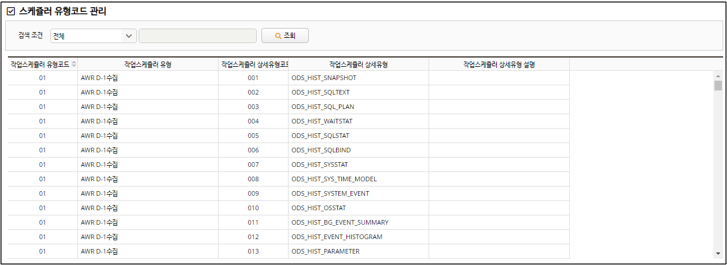 스케쥴러 유형코드 관리
검색 조건 전체 조회
작업스케쥴러 유형코드 작업스케쥴러 유형 작업스케쥴러 상세유형코드 작업스케쥴러 상세유형 작업스케쥴러 상세유형 설명
01 AWR D-1수집 001 ODS_HIST_SNAPSHOT
01 AWR D-1수집 002 ODS_HIST_SQLTEXT
01 AWR D-1수집 003 ODS_HIST_SQL_PLAN
01 AWR D-1수집 004 ODS_HIST_WAITSTAT
01 AWR D-1수집 005 ODS_HIST_SQLSTAT
01 AWR D-1수집 006 ODS_HIST_SQLBIND
01 AWR D-1수집 007 ODS_HIST_SYSSTAT
01 AWR D-1수집 008 ODS_HIST_SYS_TIME_MODEL
01 AWR D-1수집 009 ODS_HIST_SYSTEM_EVENT
01 AWR D-1수집 010 ODS_HIST_OSSTAT
01 AWR D-1수집 011 ODS_HIST_BG_EVENT_SUMMARY
01 AWR D-1수집 012 ODS_HIST_EVENT_HISTOGRAM
01 AWR D-1수집 013 ODS_HIST_PARAMETER